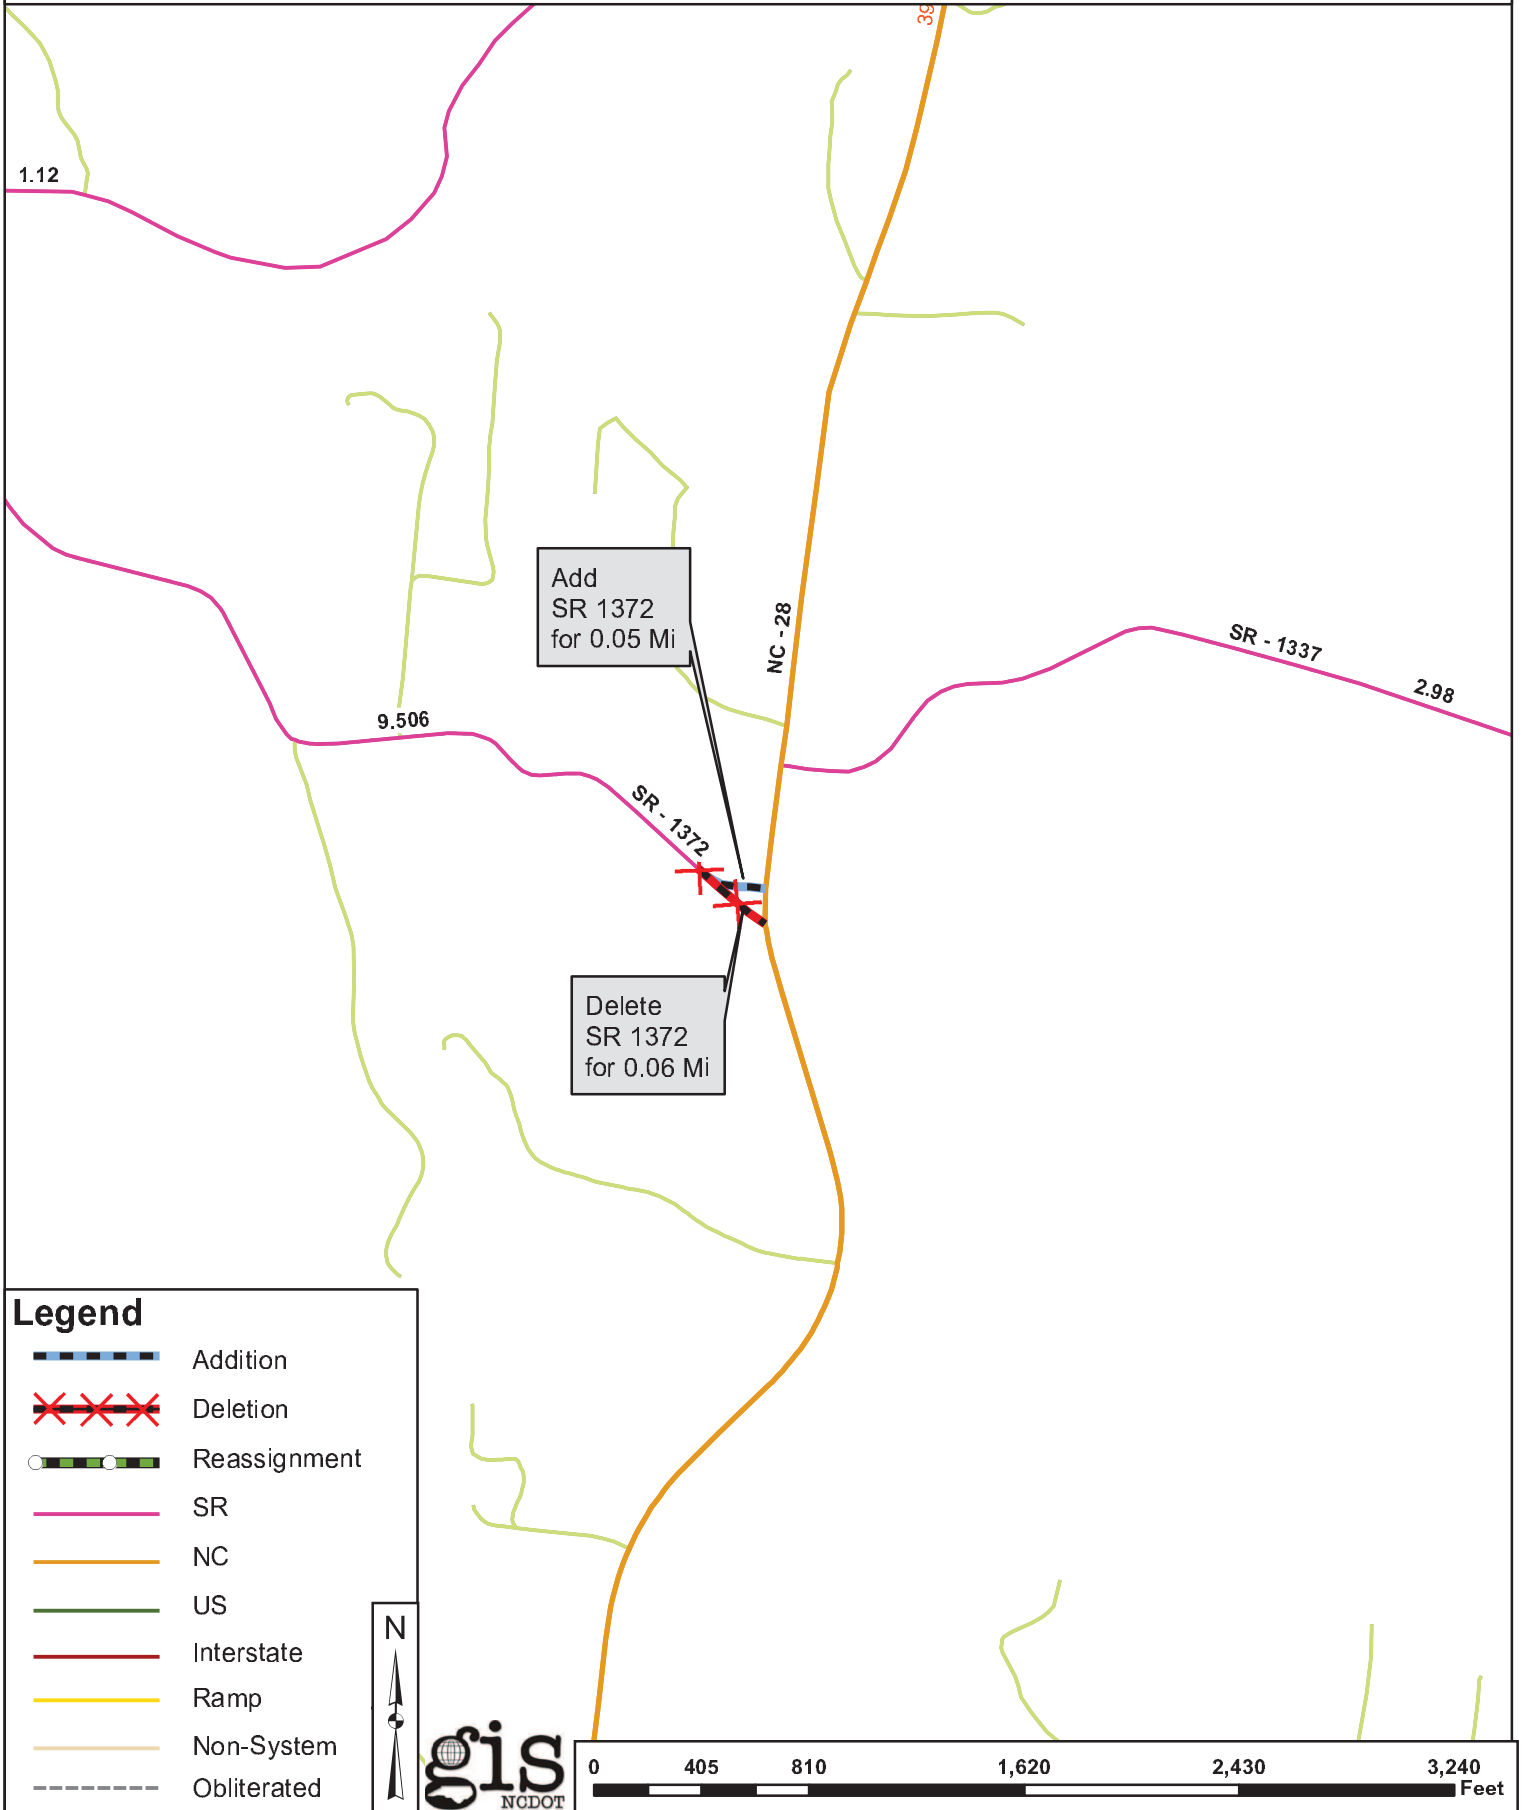 39
1.12
Add
SR 1372
for 0.05 Mi
NC - 28
SR - 1337
2.98
9.506
SR - 1372
Delete
SR 1372
for 0.06 Mi
Legend
Addition
Deletion
Reassignment
SR
NC
US
Interstate
Ramp
Non-System
Obliterated
N
gis
NCDOT
0 405 810 1,620 2,430 3,240
Feet